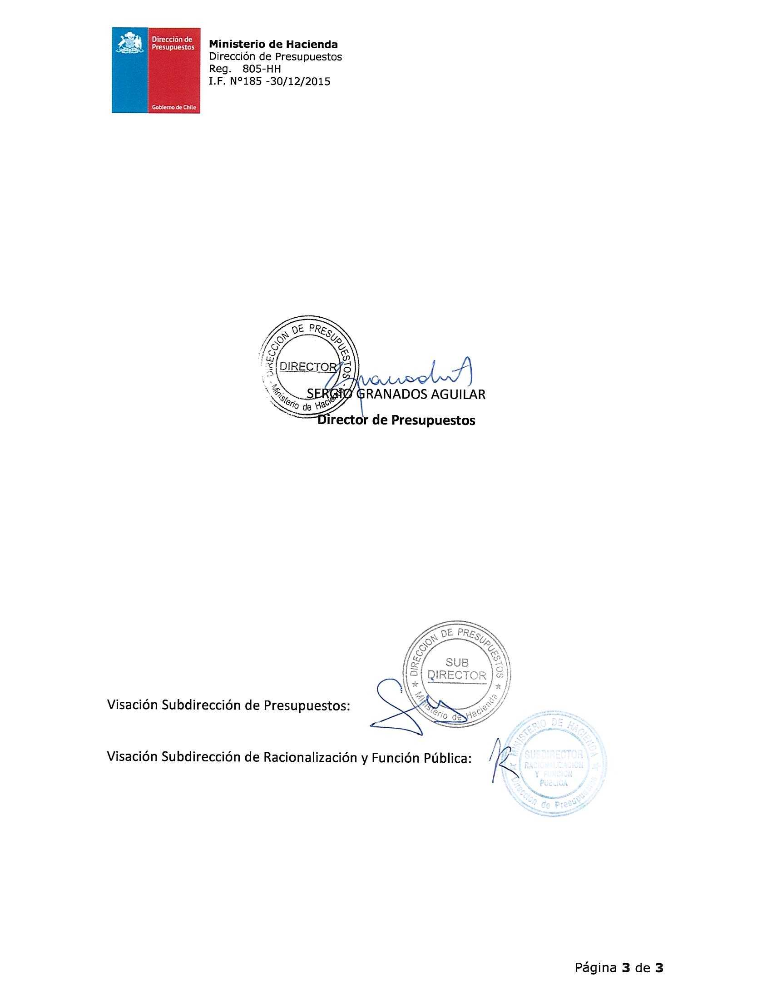 Dirección de
Presupuestos
Gobierno de Chile
Ministerio de Hacienda
Dirección de Presupuestos
Reg. 805-HH
I.F. N°185 -30/12/2015
DIRECCION DE PRESUPUESTOS
DIRECTOR
- Ministerio de Hacienda -
SERGIO GRANADOS AGUILAR
Director de Presupuestos
DIRECCION DE PRESUPUESTOS
SUB
DIRECTOR
Ministerio de Hacienda
Visación Subdirección de Presupuestos:
Visación Subdirección de Racionalización y Función Pública:
MINISTERIO DE HACIENDA
SUBDIRECTOR
RACIONALIZACION
Y FUNCION
PUBLICA
Dirección de Presupuestos
Página 3 de 3